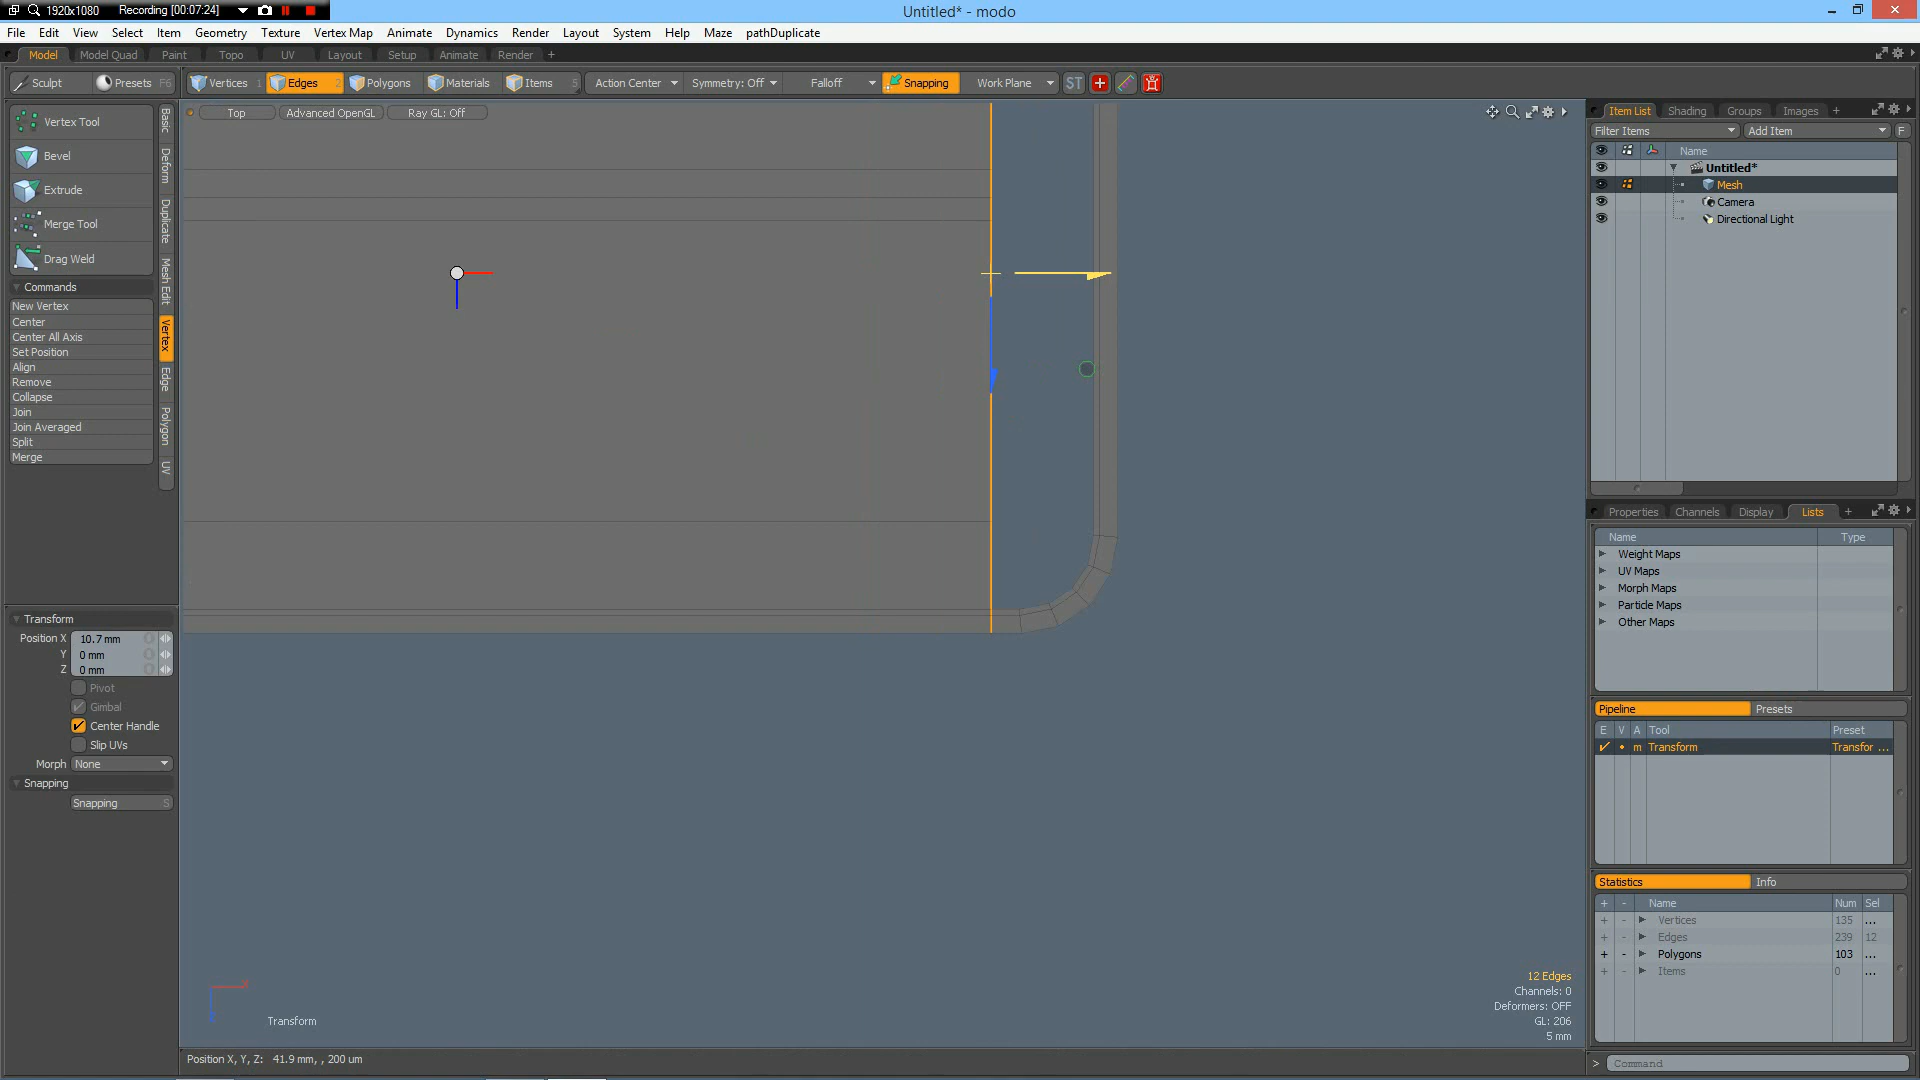 1920x1080 Recording [00:07:24] Untitled* - modo
File Edit View Select Item Geometry Texture Vertex Map Animate Dynamics Render Layout System Help Maze pathDuplicate
Model Model Quad Paint Topo UV Layout Setup Animate Render +
Sculpt Presets F6 Vertices 1 Edges 2 Polygons Materials Items 5 Action Center Symmetry: Off Falloff Snapping Work Plane ST
Top Advanced OpenGL Ray GL: Off
Vertex Tool
Bevel
Extrude
Merge Tool
Drag Weld
Commands
New Vertex
Center
Center All Axis
Set Position
Align
Remove
Collapse
Join
Join Averaged
Split
Merge
Basic
Deform
Duplicate
Mesh Edit
Vertex
Edge
Polygon
UV
Transform
Position X 10.7 mm
Y 0 mm
Z 0 mm
Pivot
Gimbal
Center Handle
Slip UVs
Morph None
Snapping
Snapping S
X
Transform
12 Edges
Channels: 0
Deformers: OFF
GL: 206
5 mm
Position X, Y, Z: 41.9 mm, , 200 um
Item List Shading Groups Images +
Filter Items Add Item F
Name
Untitled*
Mesh
Camera
Directional Light
Properties Channels Display Lists +
Name Type
Weight Maps
UV Maps
Morph Maps
Particle Maps
Other Maps
Pipeline Presets
E V A Tool Preset
m Transform Transfor ...
Statistics Info
+ - Name Num Sel
+ - Vertices 135 ...
+ - Edges 239 12
+ - Polygons 103 ...
+ - Items 0 ...
> Command